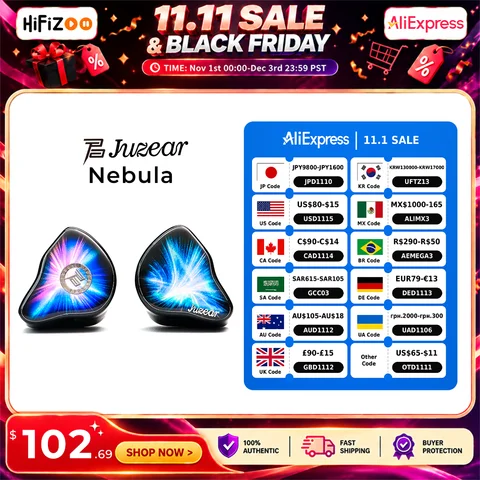 HiFiZOO
11.11 SALE
& BLACK FRIDAY
TIME: Nov 1st 00:00-Dec 3rd 23:59 PST
AliExpress
Juzear
Nebula
Juzear
AliExpress | 11.1 SALE
JPY9800-JPY1600
JP Code
JPD1110
KRW130900-KRW17000
KR Code
UFTZ13
US$80-$15
US Code
USD1115
MX$1000-165
MX Code
ALIMX3
C$90-C$14
CA Code
CAD1114
R$290-R$50
BR Code
AEMEGA3
SAR615-SAR105
SA Code
GCC03
EUR79-€13
DE Code
DED1113
AU$105-AU$18
AU Code
AUD1112
грн.2000-грн.300
UA Code
UAD1106
£90-£15
UK Code
GBD1112
Other
Code
US$65-$11
OTD1111
$102.69
SHOP NOW >
100%
AUTHENTIC
FAST
SHIPPING
BUYER
PROTECTION